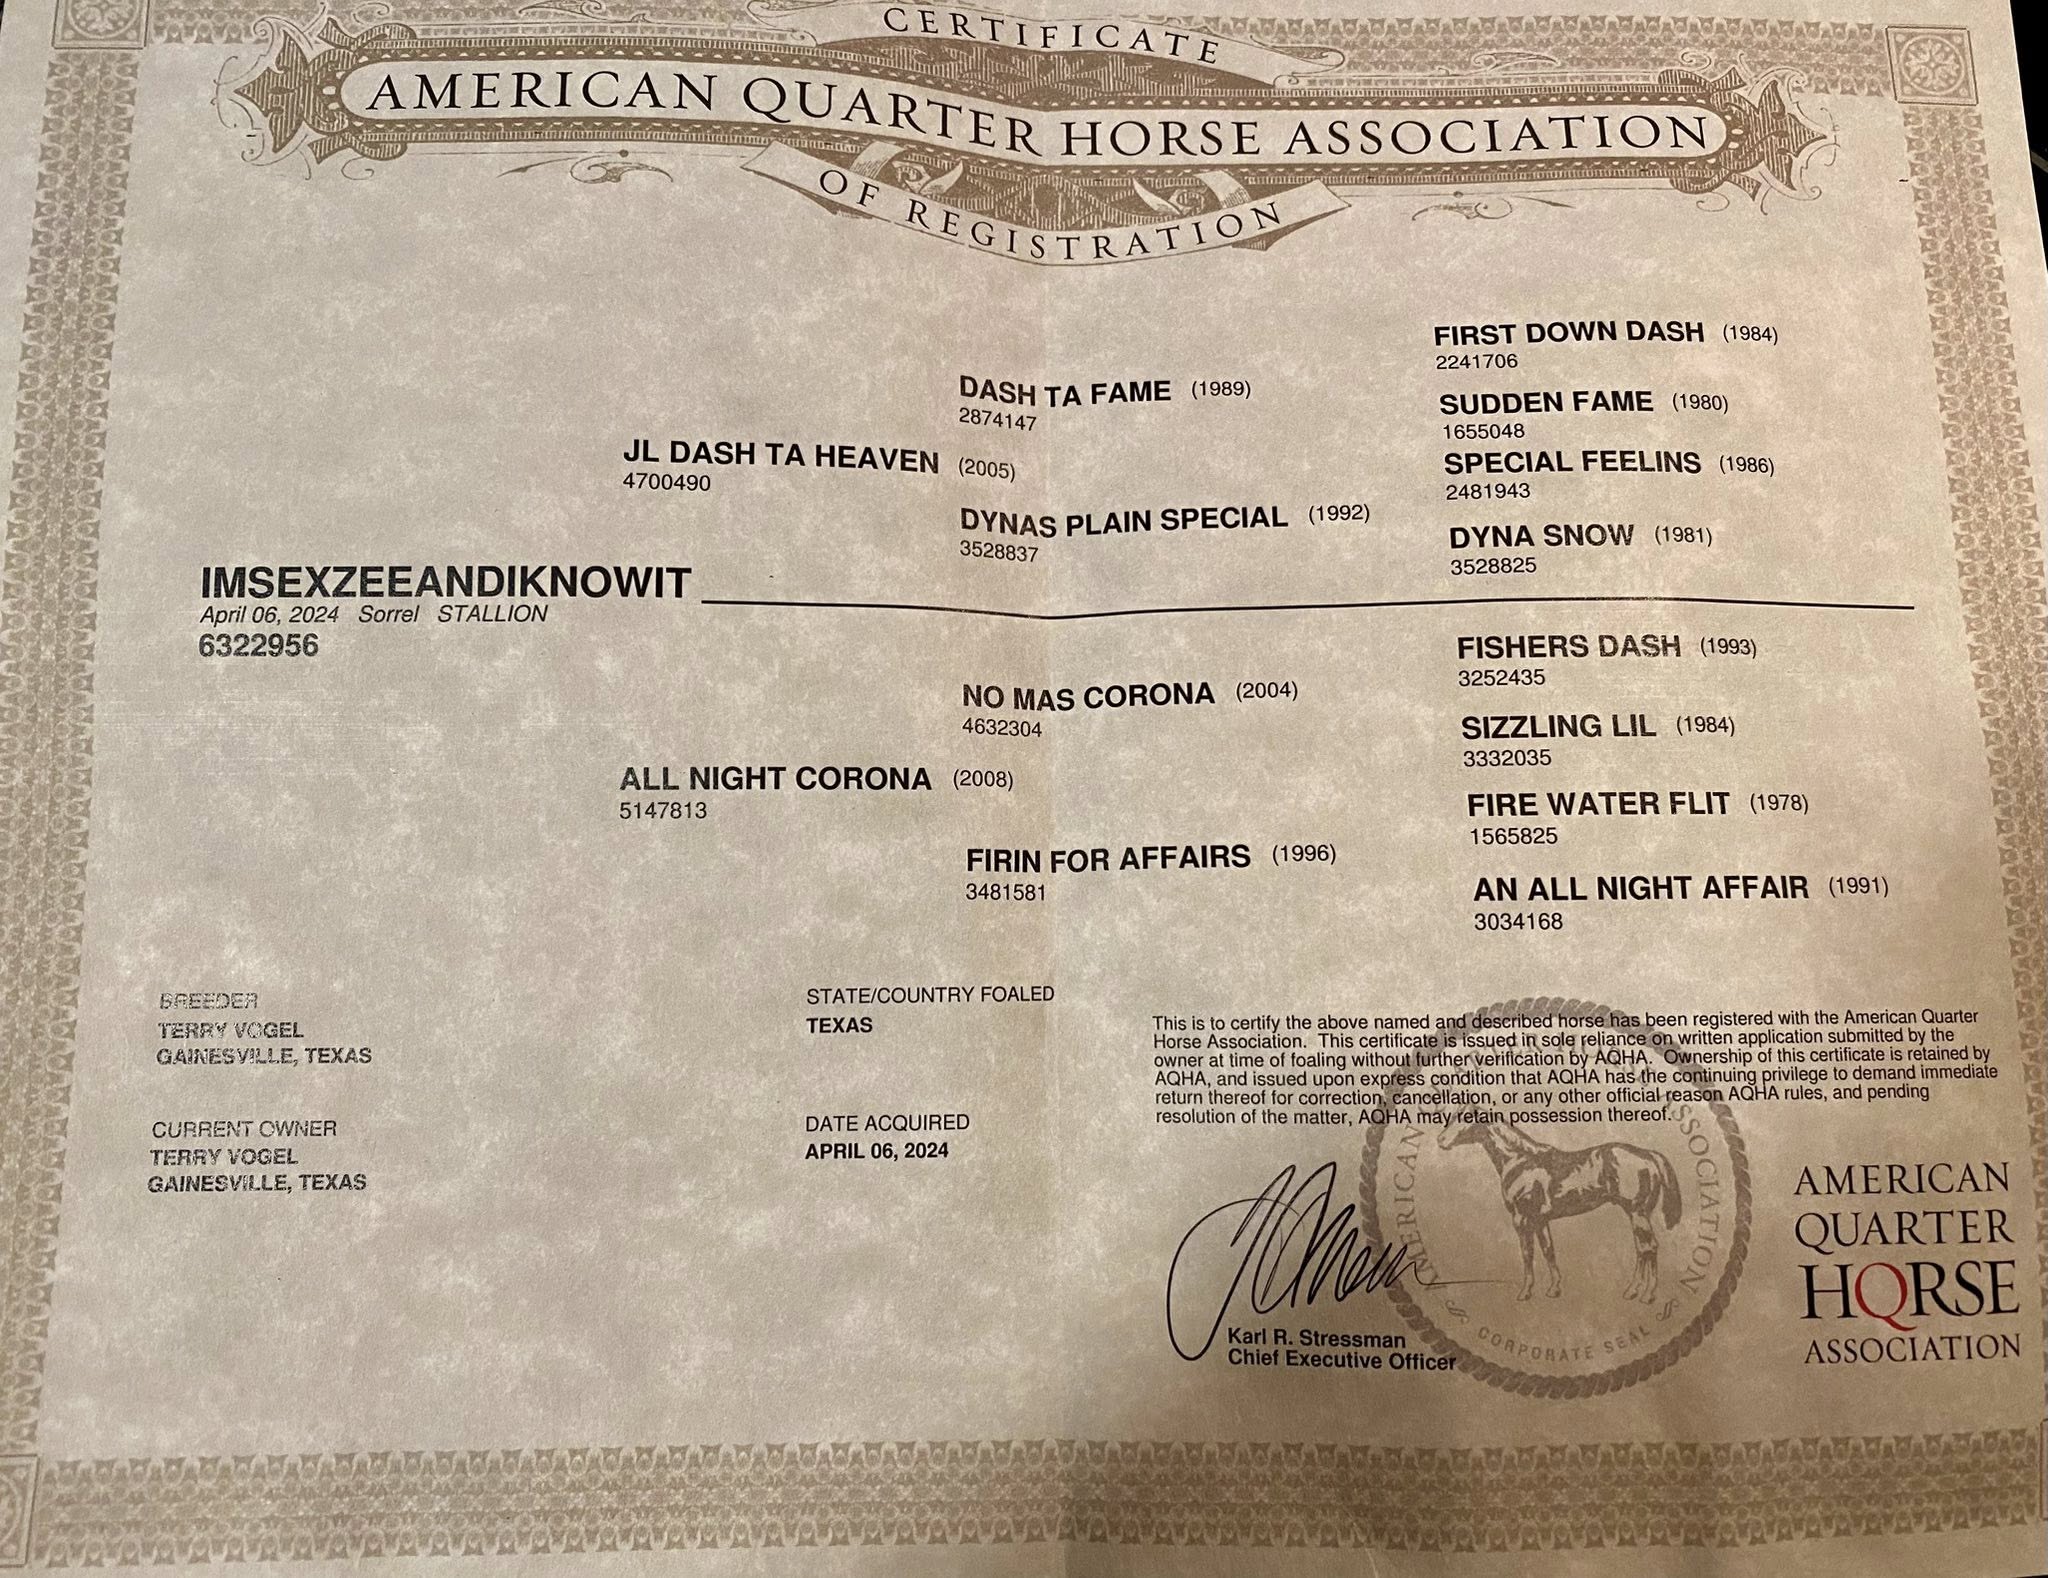 CERTIFICATE
AMERICAN QUARTER HORSE ASSOCIATION
OF REGISTRATION
FIRST DOWN DASH (1984)
2241706
DASH TA FAME (1989)
2874147
SUDDEN FAME (1980)
1655048
JL DASH TA HEAVEN (2005)
4700490
SPECIAL FEELINS (1986)
2481943
DYNAS PLAIN SPECIAL (1992)
3528837
DYNA SNOW (1981)
3528825
IMSEXZEEANDIKNOWIT
April 06, 2024 Sorrel STALLION
6322956
FISHERS DASH (1993)
3252435
NO MAS CORONA (2004)
4632304
SIZZLING LIL (1984)
3332035
ALL NIGHT CORONA (2008)
5147813
FIRE WATER FLIT (1978)
1565825
FIRIN FOR AFFAIRS (1996)
3481581
AN ALL NIGHT AFFAIR (1991)
3034168
BREEDER
TERRY VOGEL
GAINESVILLE, TEXAS
STATE/COUNTRY FOALED
TEXAS
CURRENT OWNER
TERRY VOGEL
GAINESVILLE, TEXAS
DATE ACQUIRED
APRIL 06, 2024
This is to certify the above named and described horse has been registered with the American Quarter
Horse Association. This certificate is issued in sole reliance on written application submitted by the
owner at time of foaling without further verification by AQHA. Ownership of this certificate is retained by
AQHA, and issued upon express condition that AQHA has the continuing privilege to demand immediate
return thereof for correction, cancellation, or any other official reason AQHA rules, and pending
resolution of the matter, AQHA may retain possession thereof.
Karl R. Stressman
Chief Executive Officer
AMERICAN ASSOCIATION
CORPORATE SEAL
AMERICAN
QUARTER
HORSE
ASSOCIATION